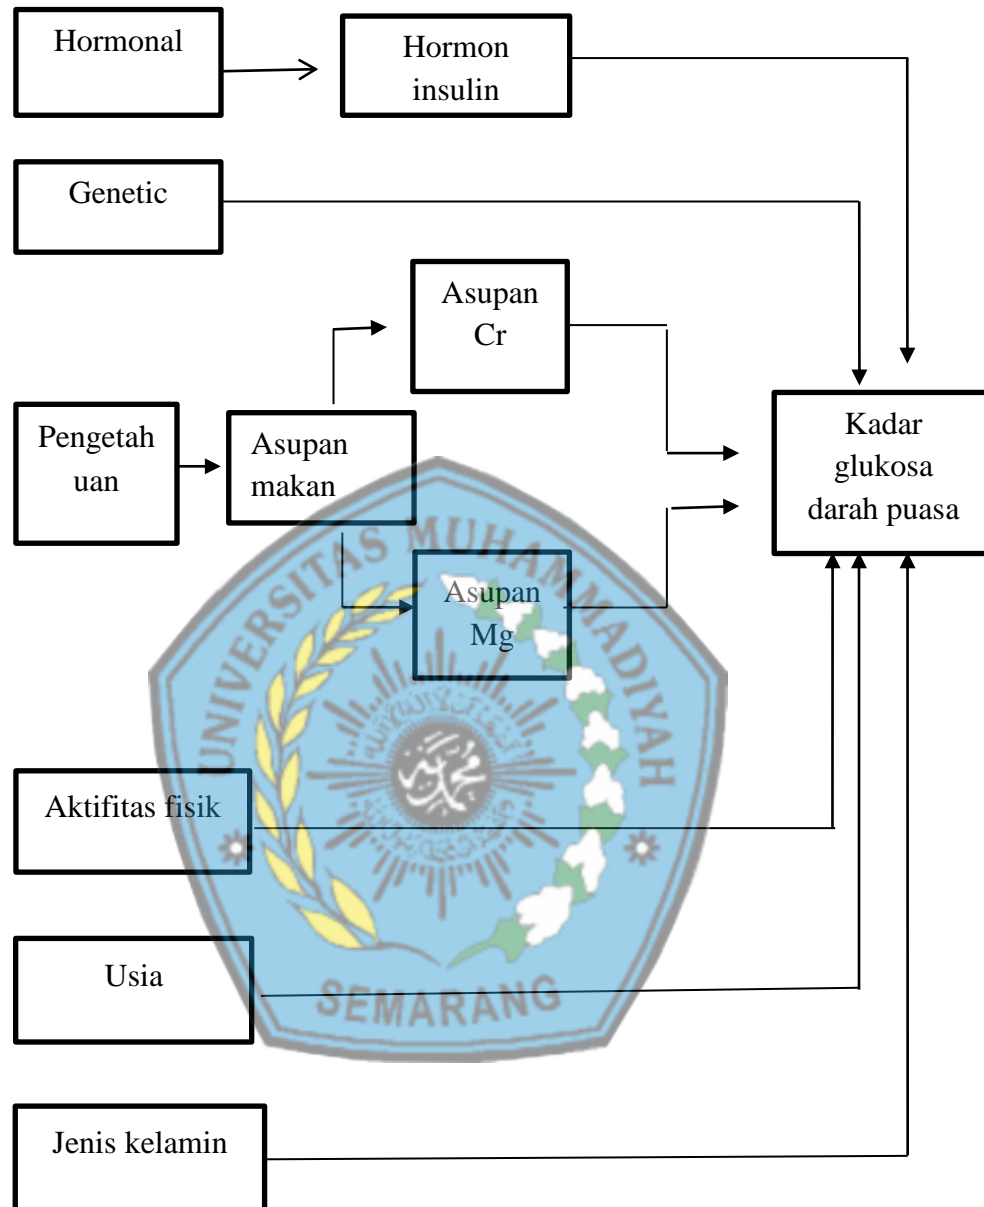 Hormonal
Hormon
insulin
Genetic
Asupan
Cr
Pengetah
uan
Asupan
makan
Kadar
glukosa
darah puasa
Asupan
Mg
UNIVERSITAS MUHAMMADIYAH
Aktifitas fisik
Usia
SEMARANG
Jenis kelamin